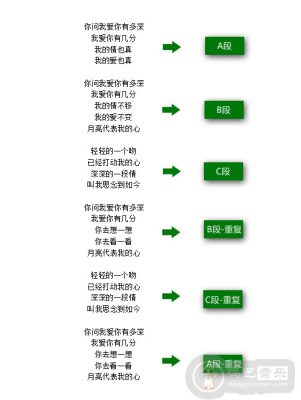 你问我爱你有多深
我爱你有几分
我的情也真
我的爱也真
A段
你问我爱你有多深
我爱你有几分
我的情不移
我的爱不变
月亮代表我的心
B段
轻轻的一个吻
已经打动我的心
深深的一段情
叫我思念到如今
C段
你问我爱你有多深
我爱你有几分
你去想一想
你去看一看
月亮代表我的心
B段-重复
轻轻的一个吻
已经打动我的心
深深的一段情
叫我思念到如今
C段-重复
你问我爱你有多深
我爱你有几分
你去想一想
你去看一看
月亮代表我的心
A段-重复
艺音乐